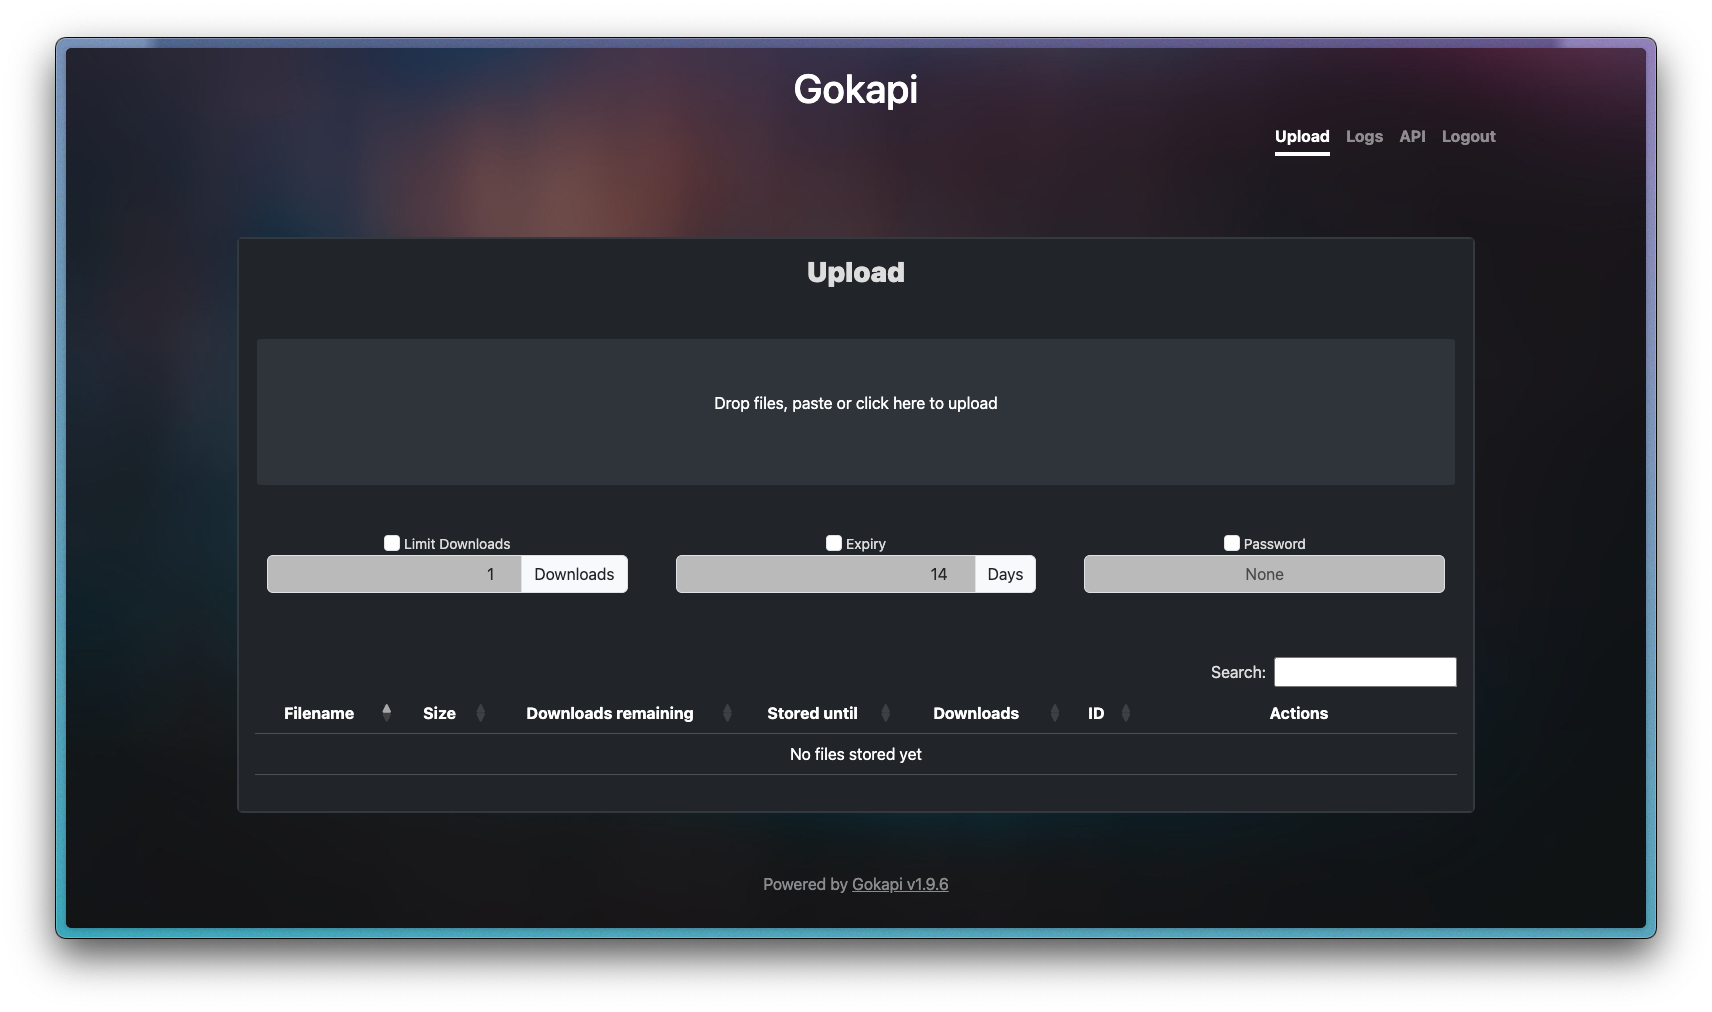 Gokapi
Upload Logs API Logout
Upload
Drop files, paste or click here to upload
Limit Downloads Expiry Password
1 Downloads 14 Days None
Search:
Filename Size Downloads remaining Stored until Downloads ID Actions
No files stored yet
Powered by Gokapi v1.9.6